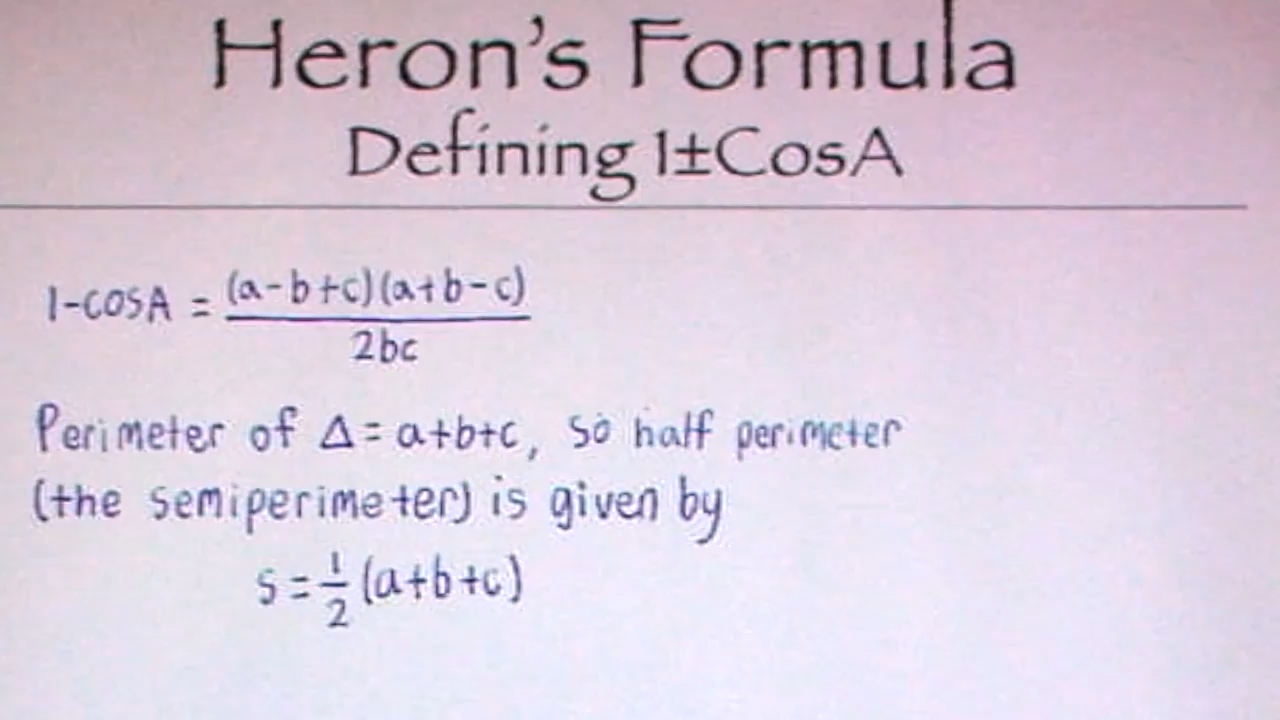 Heron's Formula
Defining 1±CosA
1-cosA = (a-b+c)(a+b-c)
2bc
Perimeter of Δ= a+b+c, so half perimeter
(the semiperimeter) is given by
s=1/2(a+b+c)